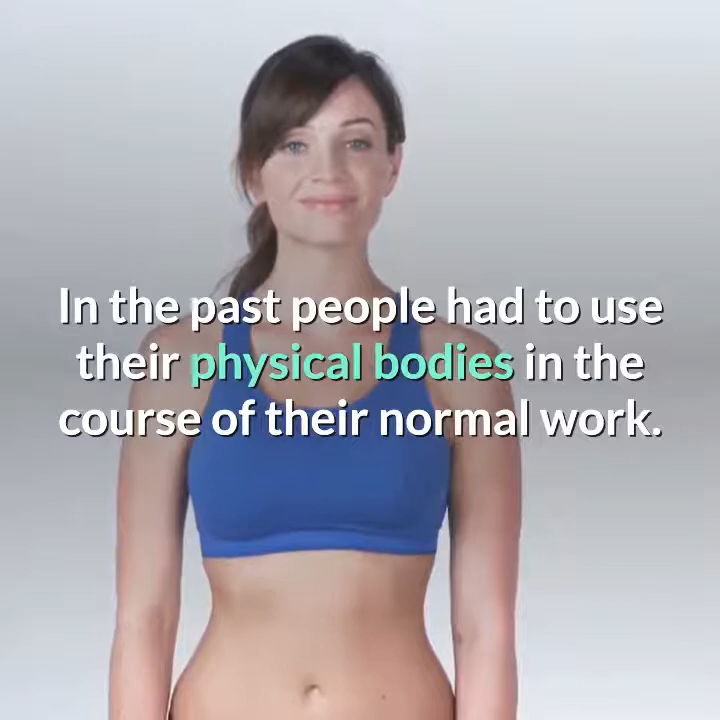 In the past people had to use
their physical bodies in the
course of their normal work.